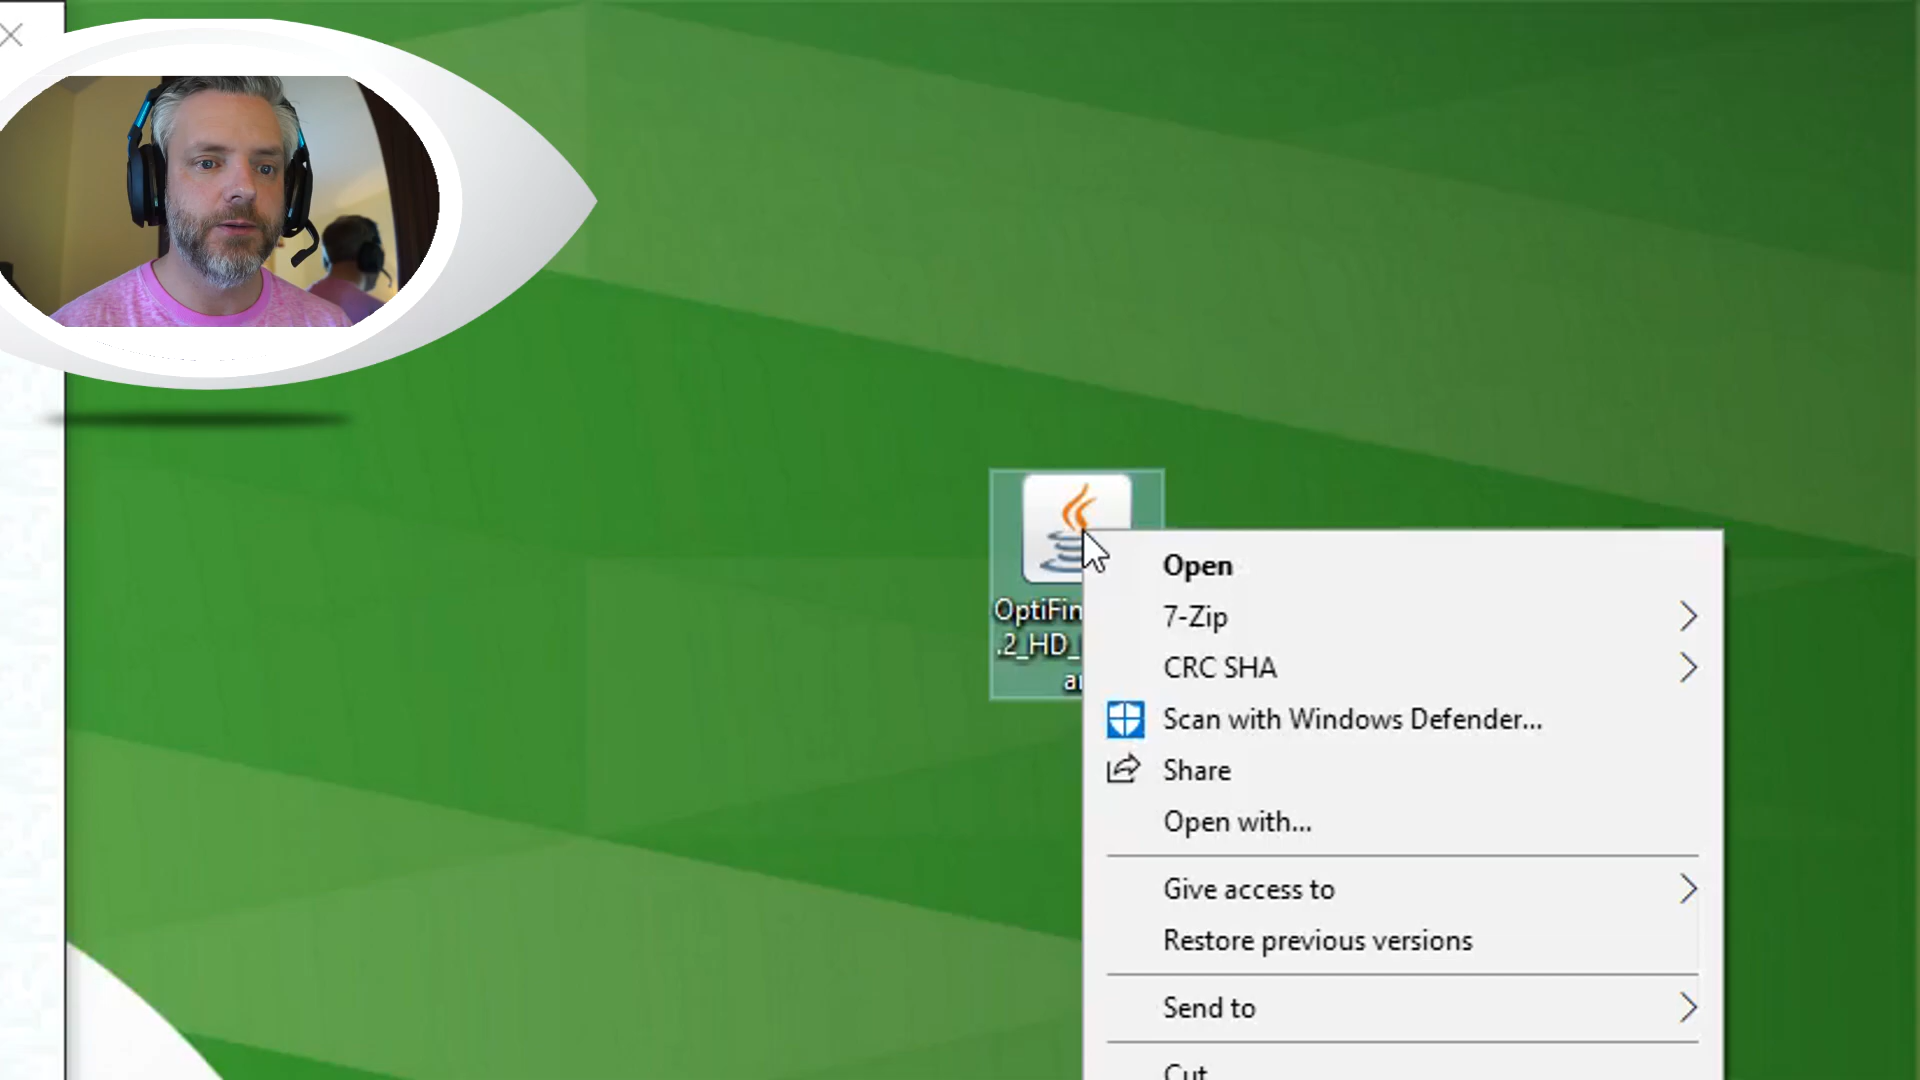 OptiFin
.2_HD_
Open
7-Zip
CRC SHA
Scan with Windows Defender...
Share
Open with...
Give access to
Restore previous versions
Send to
Cut